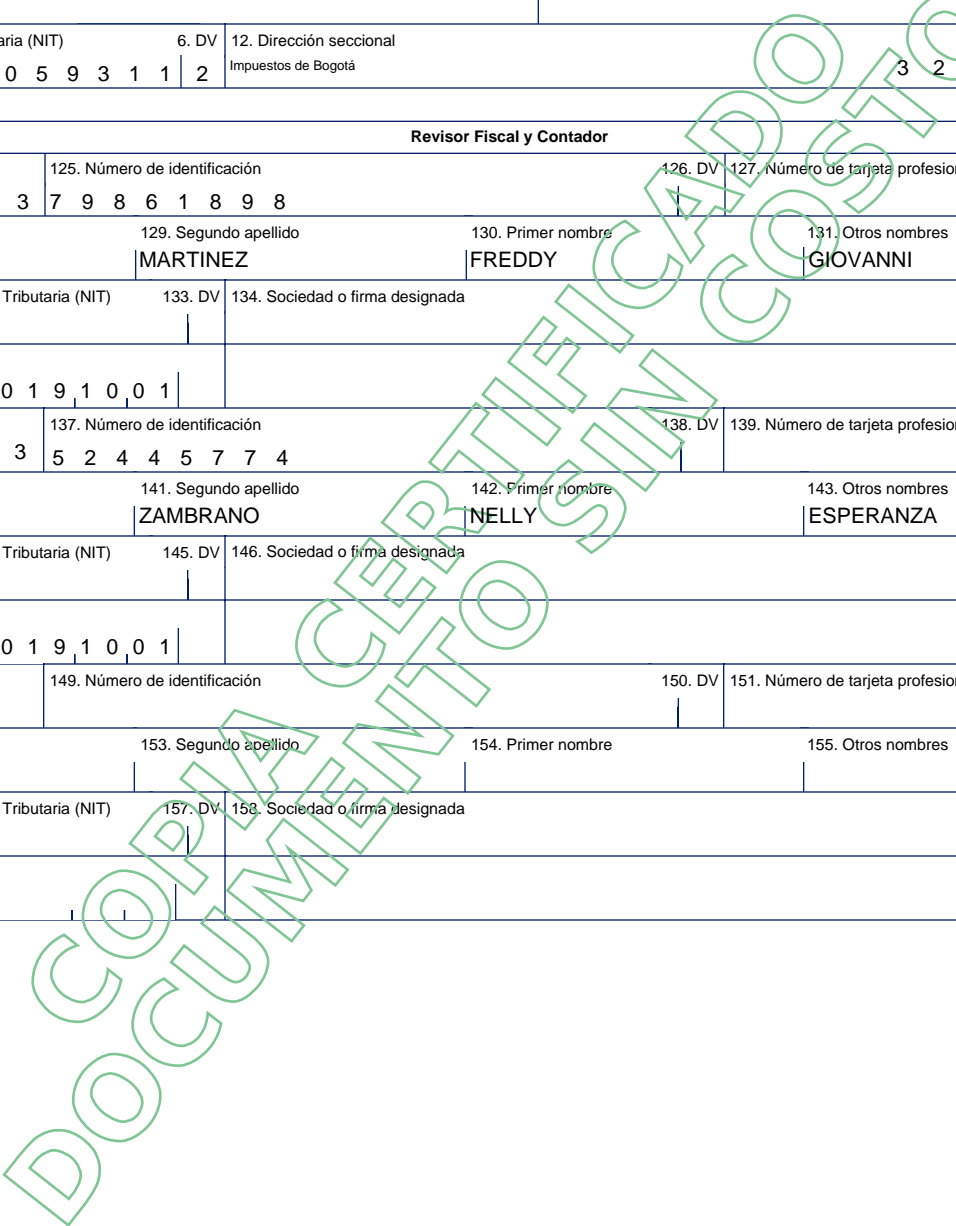 aria (NIT) 6. DV 12. Dirección seccional
0 5 9 3 1 1 2 Impuestos de Bogotá 3 2
Revisor Fiscal y Contador
125. Número de identificación 126. DV 127. Número de tarjeta profesion
3 7 9 8 6 1 8 9 8
129. Segundo apellido 130. Primer nombre 131. Otros nombres
MARTINEZ FREDDY GIOVANNI
Tributaria (NIT) 133. DV 134. Sociedad o firma designada
0 1 9 1 0 0 1
137. Número de identificación 138. DV 139. Número de tarjeta profesion
3 5 2 4 4 5 7 7 4
141. Segundo apellido 142. Primer nombre 143. Otros nombres
ZAMBRANO NELLY ESPERANZA
Tributaria (NIT) 145. DV 146. Sociedad o firma designada
0 1 9 1 0 0 1
149. Número de identificación 150. DV 151. Número de tarjeta profesion
153. Segundo apellido 154. Primer nombre 155. Otros nombres
Tributaria (NIT) 157. DV 158. Sociedad o firma designada
COPIA CERTIFICADO
DOCUMENTO SIN COSTO